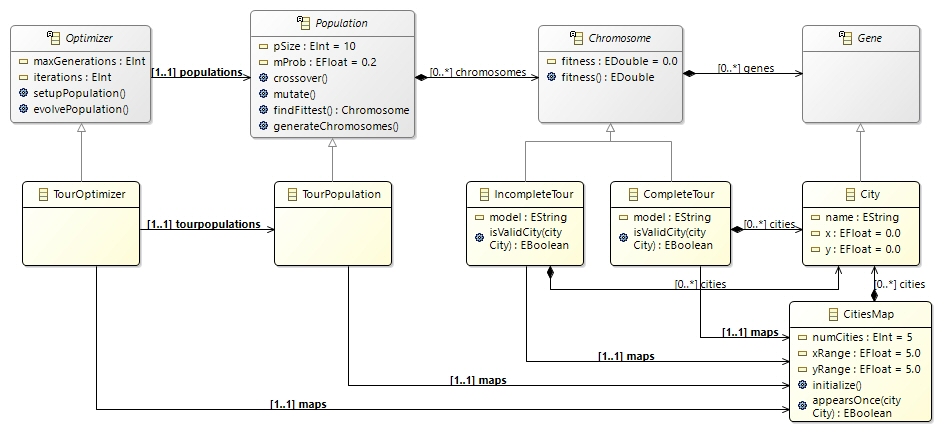 Optimizer
maxGenerations : EInt
iterations : EInt
setupPopulation()
evolvePopulation()
[1..1] populations
Population
pSize : EInt = 10
mProb : EFloat = 0.2
crossover()
mutate()
findFittest() : Chromosome
generateChromosomes()
[0..*] chromosomes
Chromosome
fitness : EDouble = 0.0
fitness() : EDouble
[0..*] genes
Gene
TourOptimizer
[1..1] tourpopulations
TourPopulation
IncompleteTour
model : EString
isValidCity(city
City) : EBoolean
CompleteTour
model : EString
isValidCity(city
City) : EBoolean
[0..*] cities
City
name : EString
x : EFloat = 0.0
y : EFloat = 0.0
[0..*] cities
[0..*] cities
CitiesMap
numCities : EInt = 5
xRange : EFloat = 5.0
yRange : EFloat = 5.0
initialize()
appearsOnce(city
City) : EBoolean
[1..1] maps
[1..1] maps
[1..1] maps
[1..1] maps